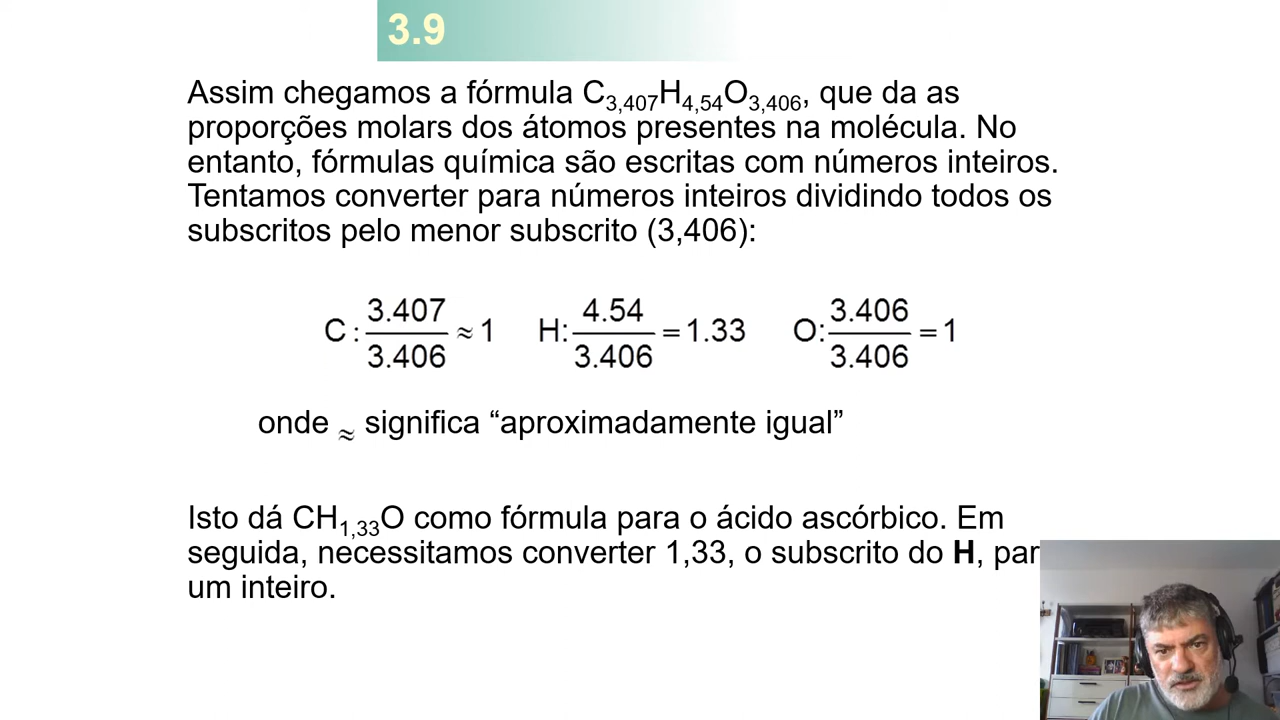 3.9
Assim chegamos a fórmula C3,407H4,54O3,406, que da as
proporções molars dos átomos presentes na molécula. No
entanto, fórmulas química são escritas com números inteiros.
Tentamos converter para números inteiros dividindo todos os
subscritos pelo menor subscrito (3,406):
C: 3.407/3.406 ≈ 1 H: 4.54/3.406 = 1.33 O: 3.406/3.406 = 1
onde ≈ significa “aproximadamente igual”
Isto dá CH1,33O como fórmula para o ácido ascórbico. Em
seguida, necessitamos converter 1,33, o subscrito do H, par
um inteiro.